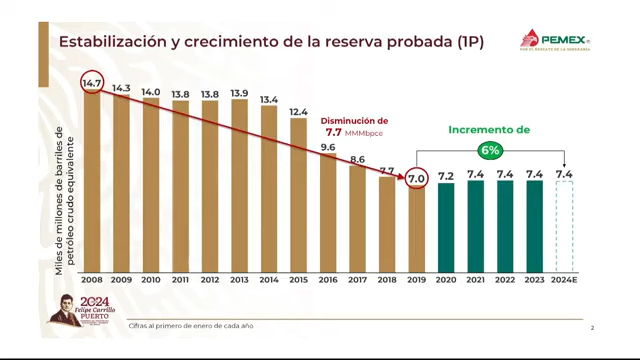 Estabilización y crecimiento de la reserva probada (1P)
PEMEX
POR EL RESCATE DE LA SOBERANÍA
Miles de millones de barriles de
petróleo crudo equivalente
14.7 14.3 14.0 13.8 13.8 13.9 13.4 12.4 9.6 8.6 7.7 7.0 7.2 7.4 7.4 7.4 7.4
Disminución de
7.7 MMMbpce
Incremento de
6%
2008 2009 2010 2011 2012 2013 2014 2015 2016 2017 2018 2019 2020 2021 2022 2023 2024E
2024
Felipe Carrillo
PUERTO
Cifras al primero de enero de cada año
2